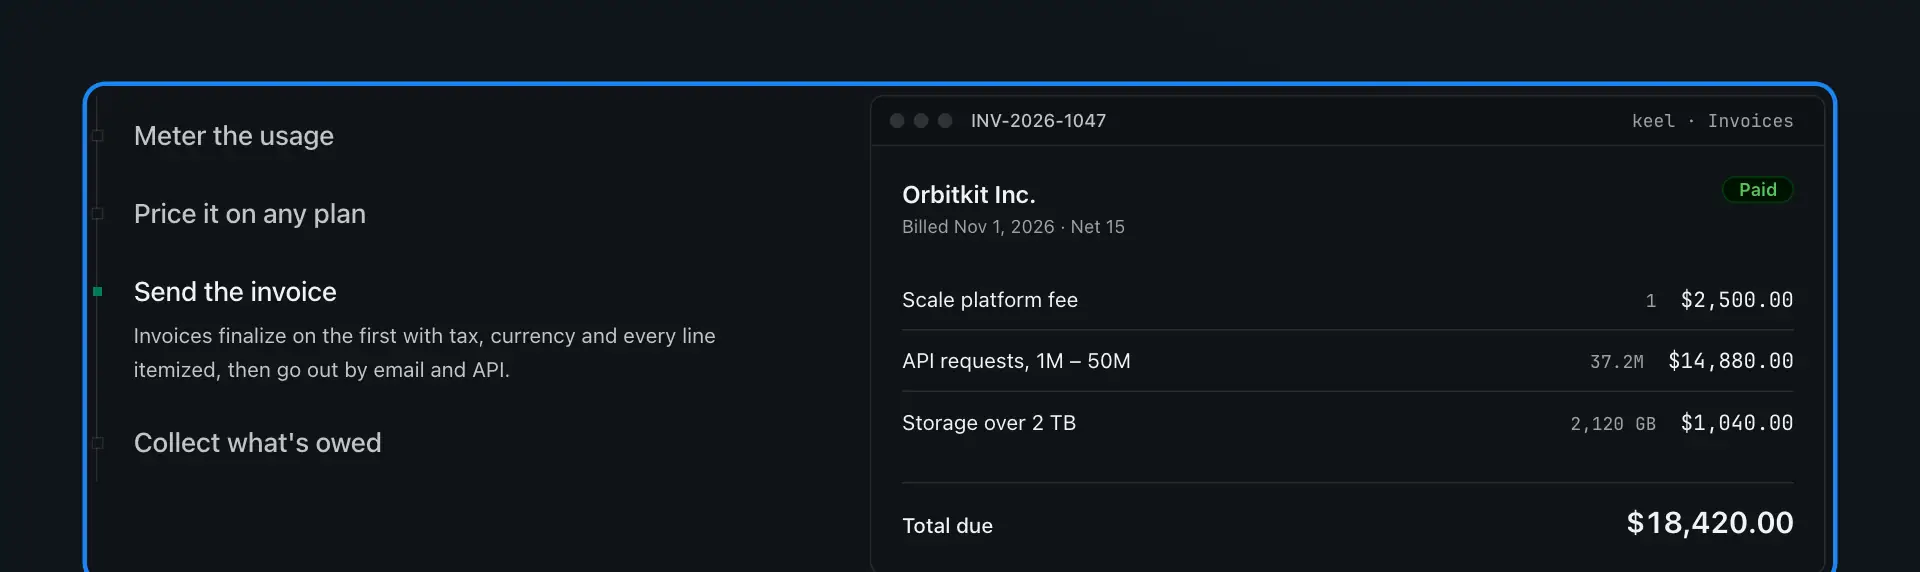 Meter the usage
Price it on any plan
Send the invoice
Invoices finalize on the first with tax, currency and every line
itemized, then go out by email and API.
Collect what's owed
INV-2026-1047 keel · Invoices
Orbitkit Inc. Paid
Billed Nov 1, 2026 · Net 15
Scale platform fee 1 $2,500.00
API requests, 1M – 50M 37.2M $14,880.00
Storage over 2 TB 2,120 GB $1,040.00
Total due $18,420.00